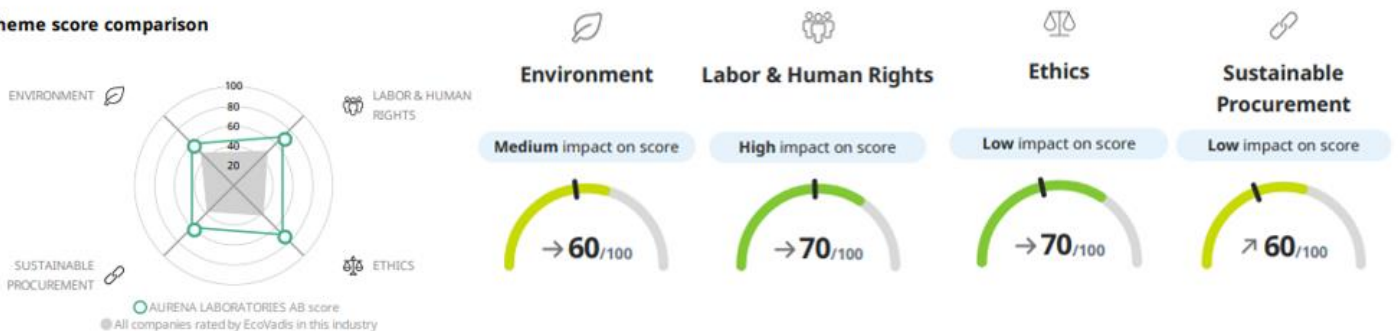 heme score comparison
ENVIRONMENT
LABOR & HUMAN
RIGHTS
100
80
60
40
20
SUSTAINABLE
PROCUREMENT
ETHICS
AURENA LABORATORIES AB score
All companies rated by EcoVadis in this industry
Environment
Medium impact on score
→60/100
Labor & Human Rights
High impact on score
→70/100
Ethics
Low impact on score
→70/100
Sustainable
Procurement
Low impact on score
↗60/100